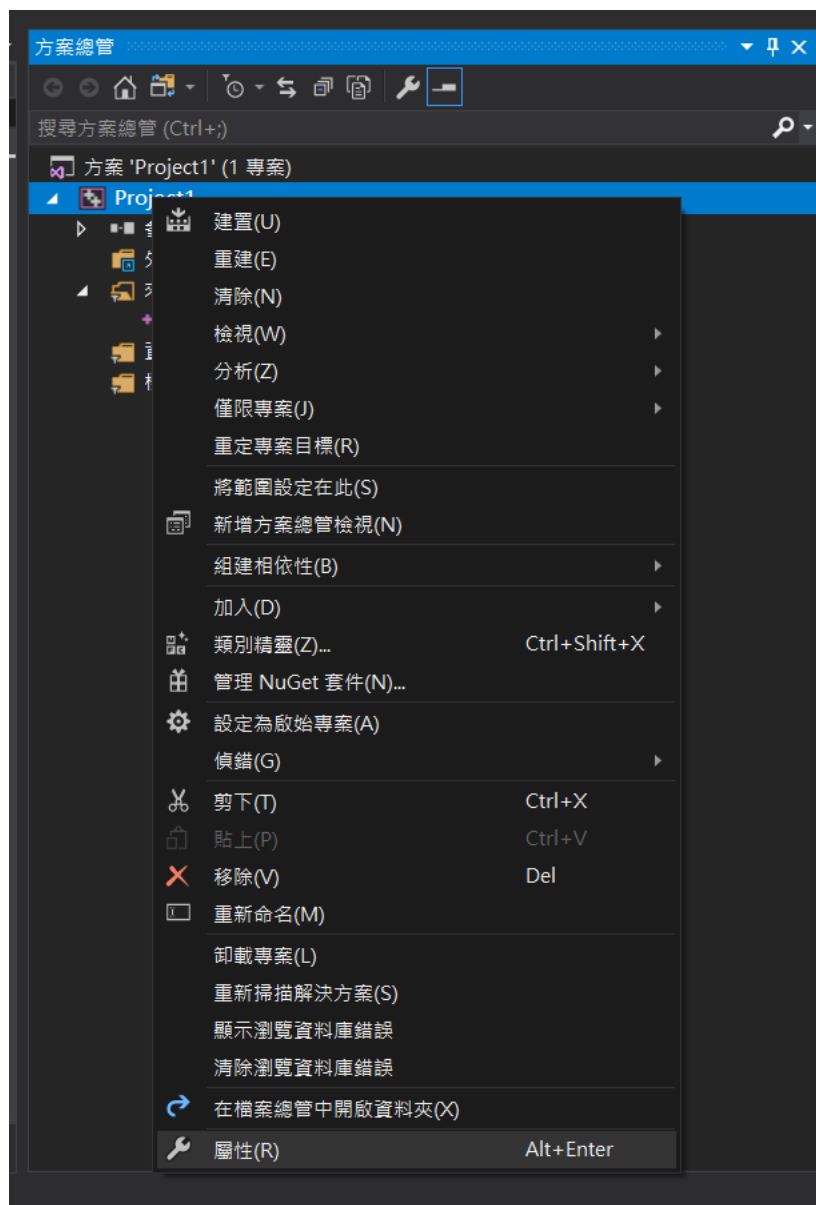 方案總管
搜尋方案總管 (Ctrl+;)
方案 'Project1' (1 專案)
Project1
建置(U)
重建(E)
清除(N)
檢視(W)
分析(Z)
僅限專案(J)
重定專案目標(R)
將範圍設定在此(S)
新增方案總管檢視(N)
組建相依性(B)
加入(D)
類別精靈(Z)... Ctrl+Shift+X
管理 NuGet 套件(N)...
設定為啟始專案(A)
偵錯(G)
剪下(T) Ctrl+X
貼上(P) Ctrl+V
移除(V) Del
重新命名(M)
卸載專案(L)
重新掃描解決方案(S)
顯示瀏覽資料庫錯誤
清除瀏覽資料庫錯誤
在檔案總管中開啟資料夾(X)
屬性(R) Alt+Enter